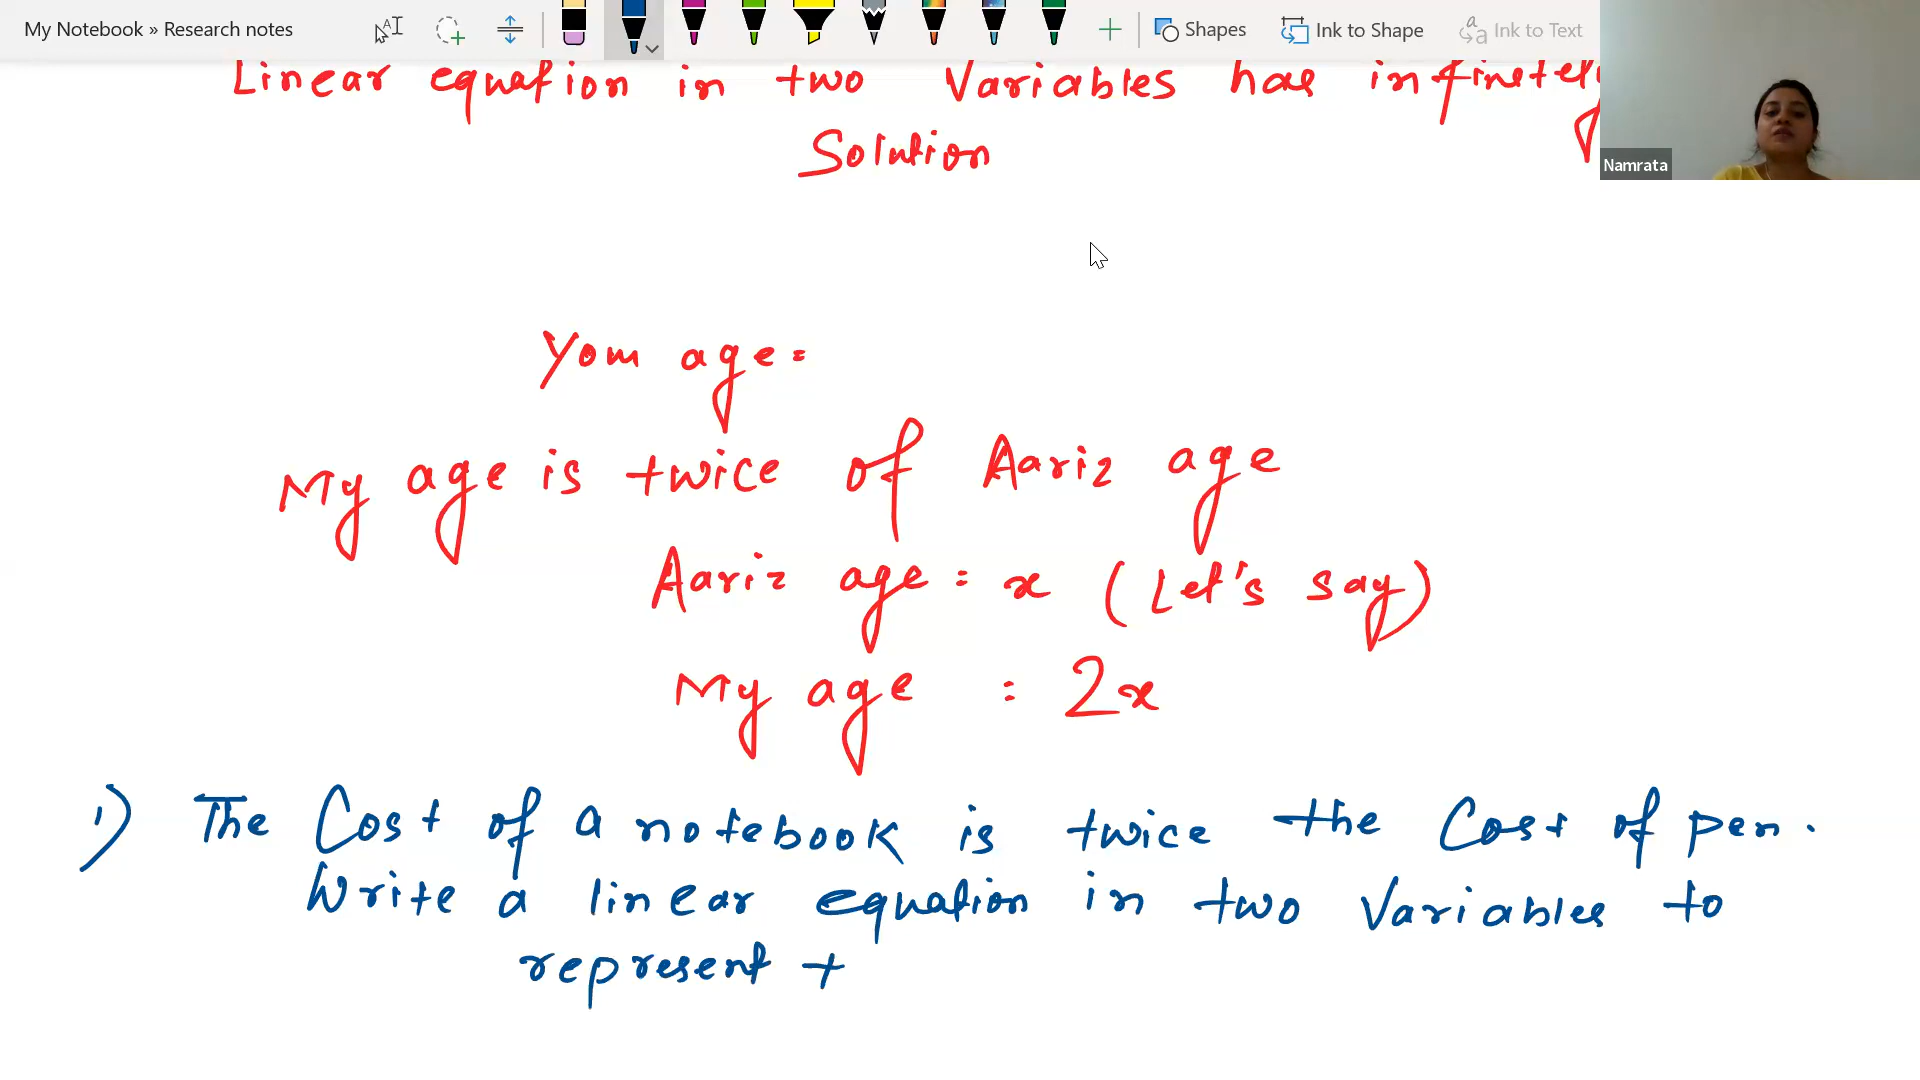 My Notebook » Research notes
Shapes
Ink to Shape
Ink to Text
Linear equation in two Variables has infinitely
Solution
Namrata
Your age =
My age is twice of Aariz age
Aariz age = x (Let's say)
My age = 2x
1) The Cost of a notebook is twice the Cost of pen.
Write a linear equation in two Variables to
represent t